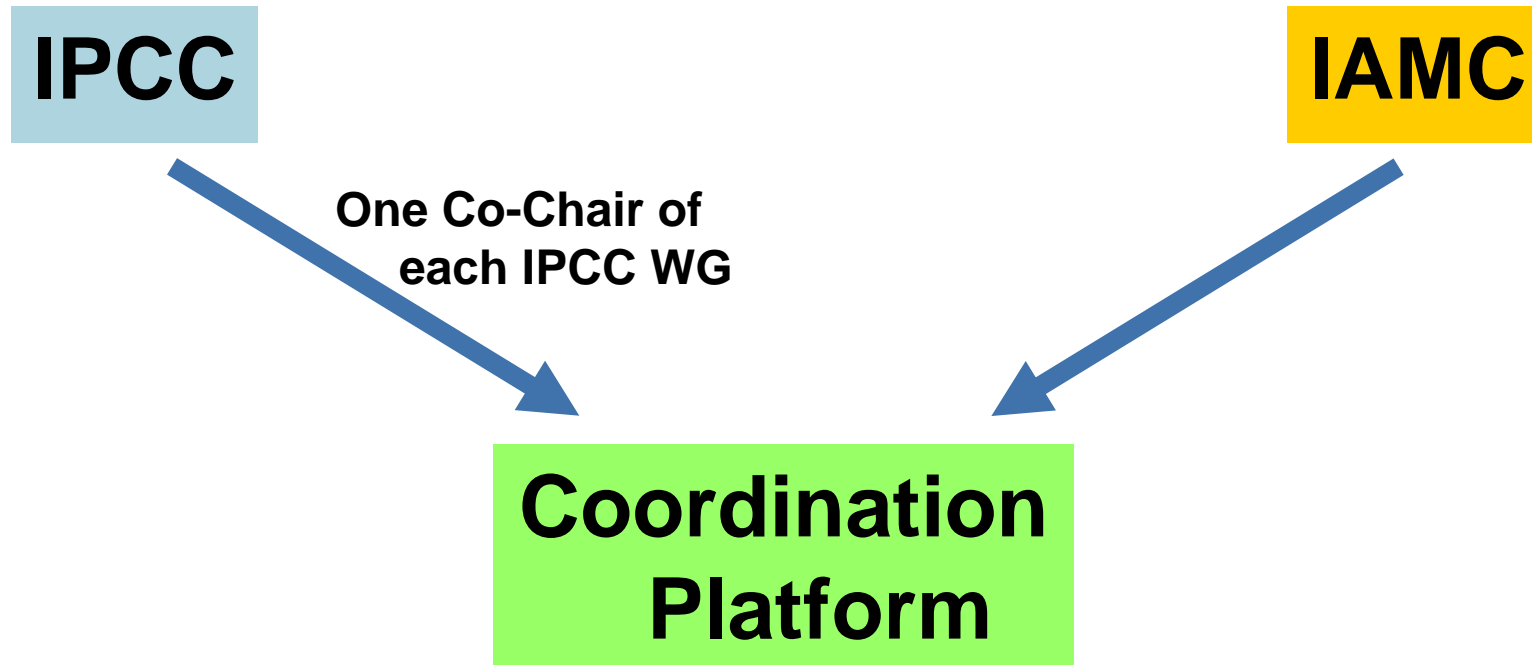 IPCC
IAMC
One Co-Chair of
each IPCC WG
Coordination
Platform